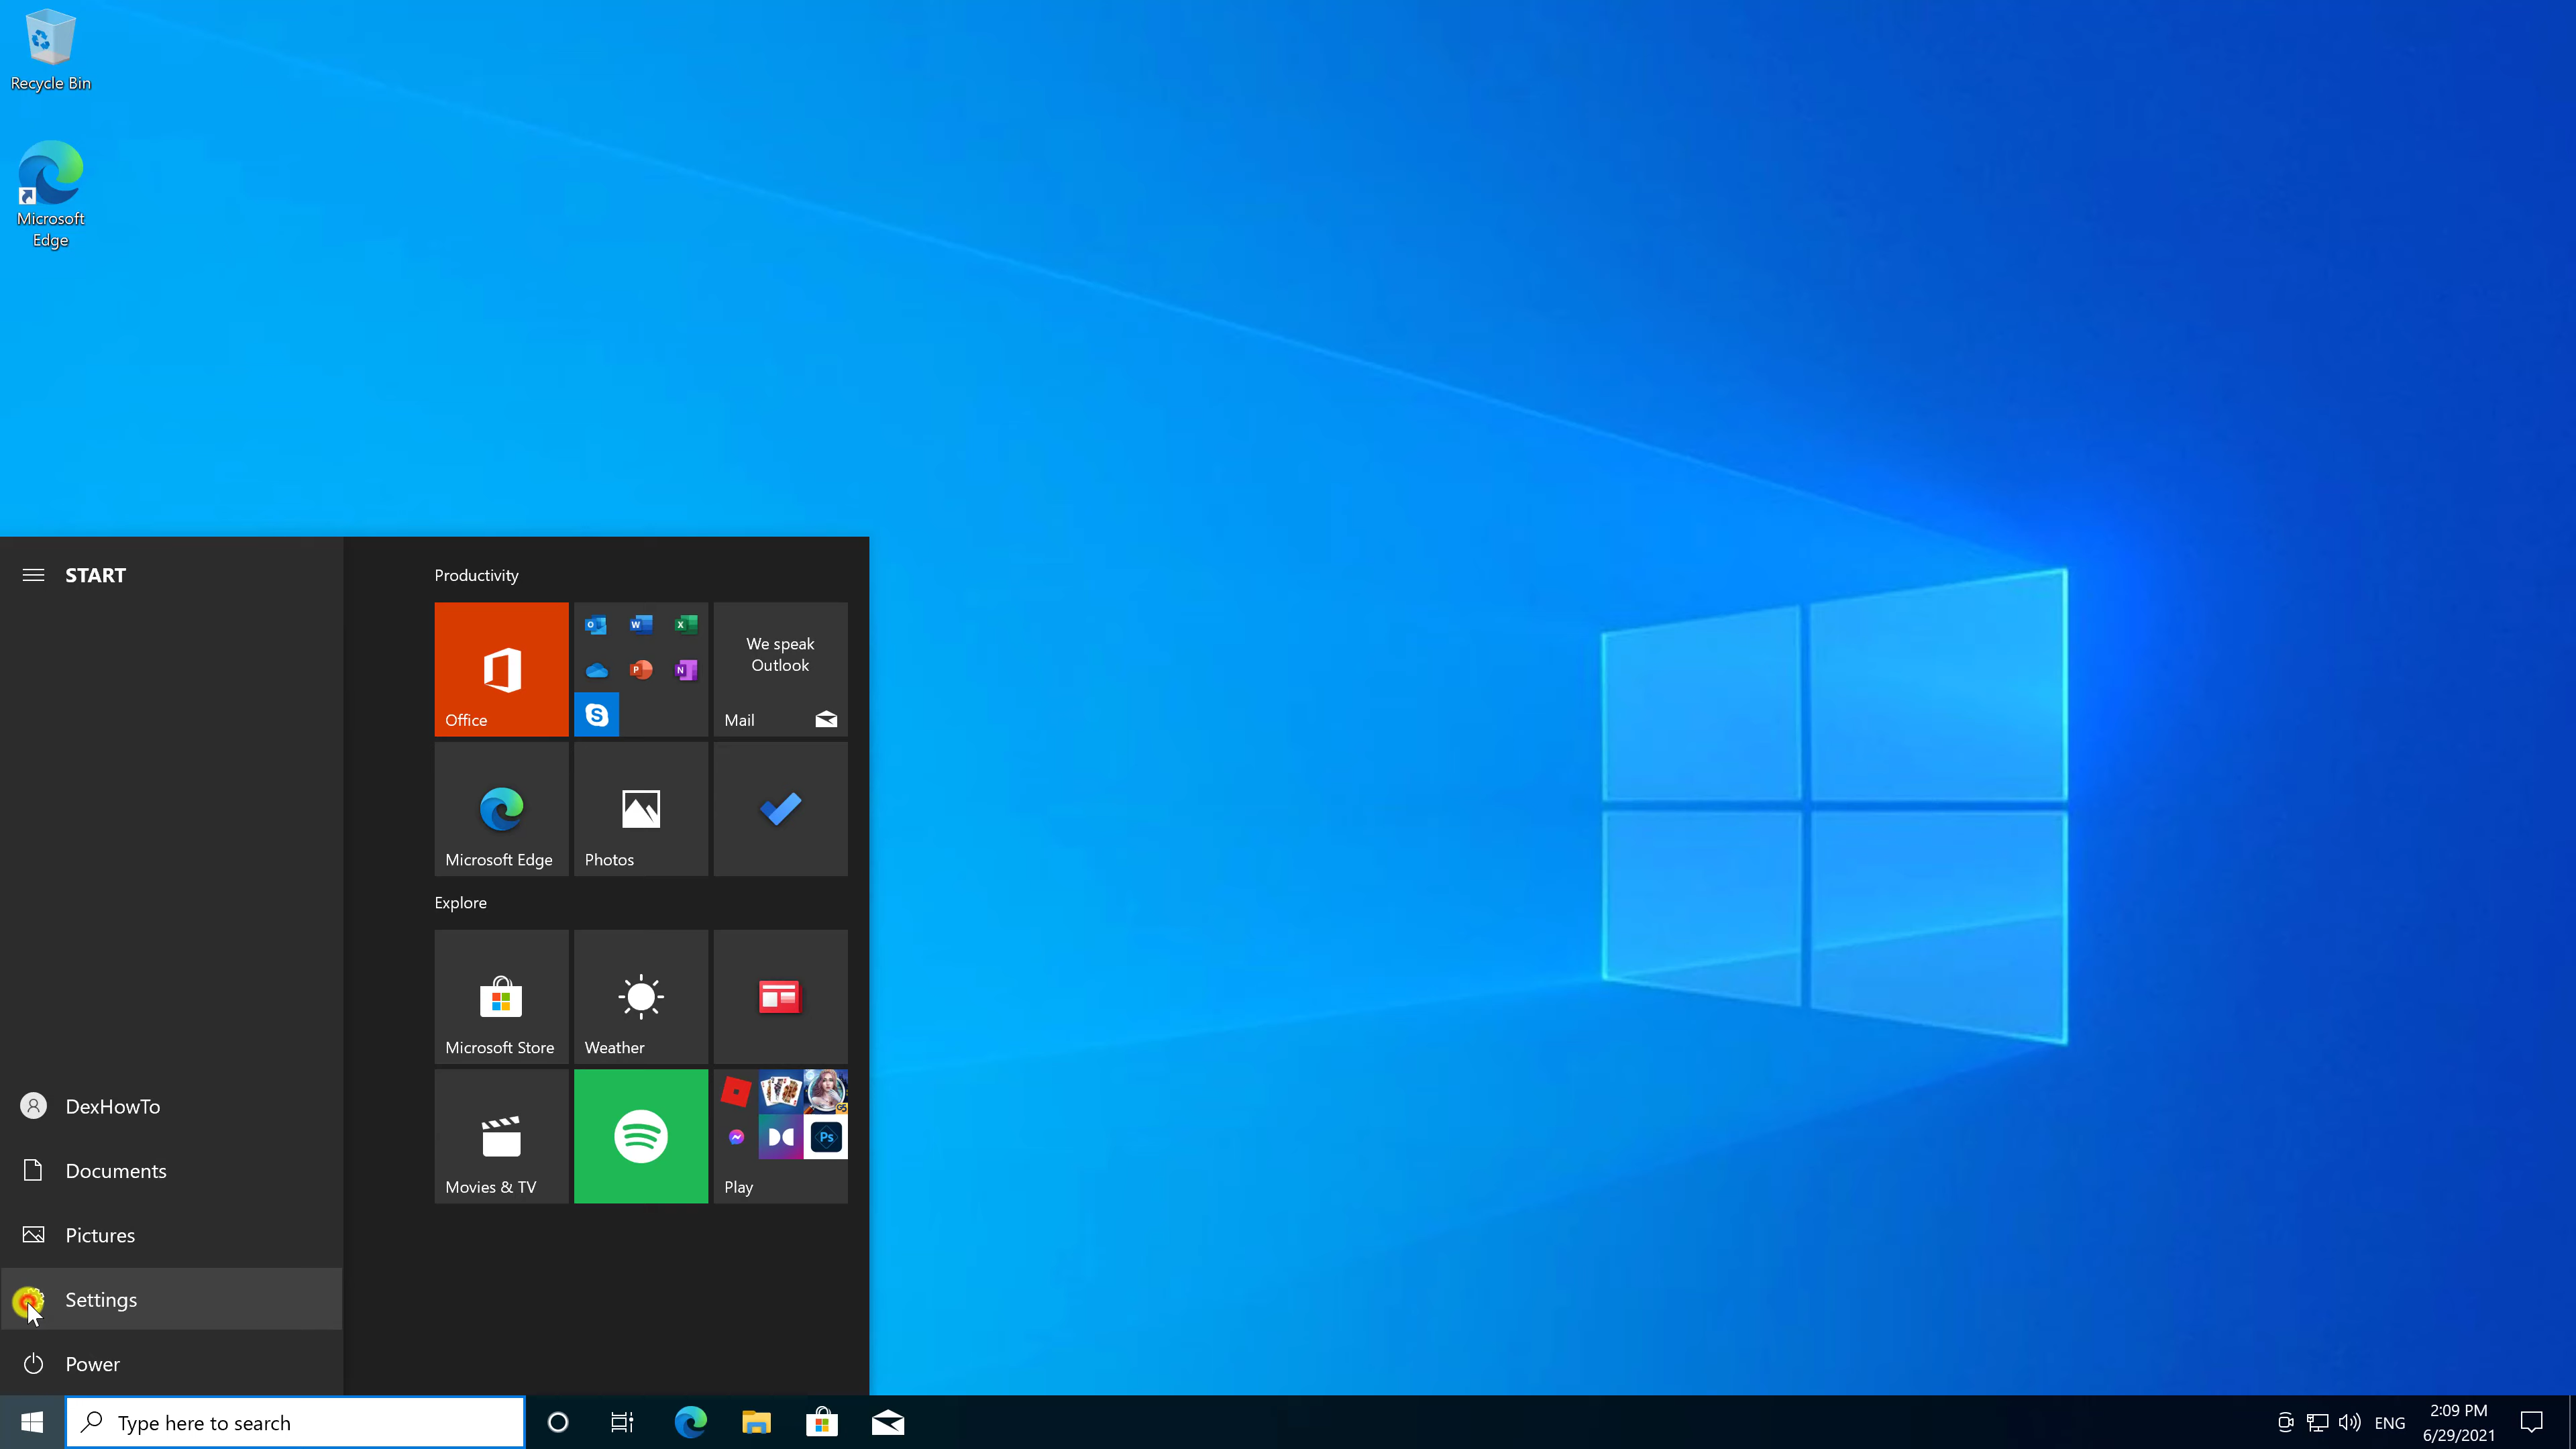 Recycle Bin
Microsoft
Edge
START
DexHowTo
Documents
Pictures
Settings
Power
Productivity
Office
We speak
Outlook
Mail
Microsoft Edge
Photos
Explore
Microsoft Store
Weather
Movies & TV
Ps
Play
Type here to search
ENG
2:09 PM
6/29/2021